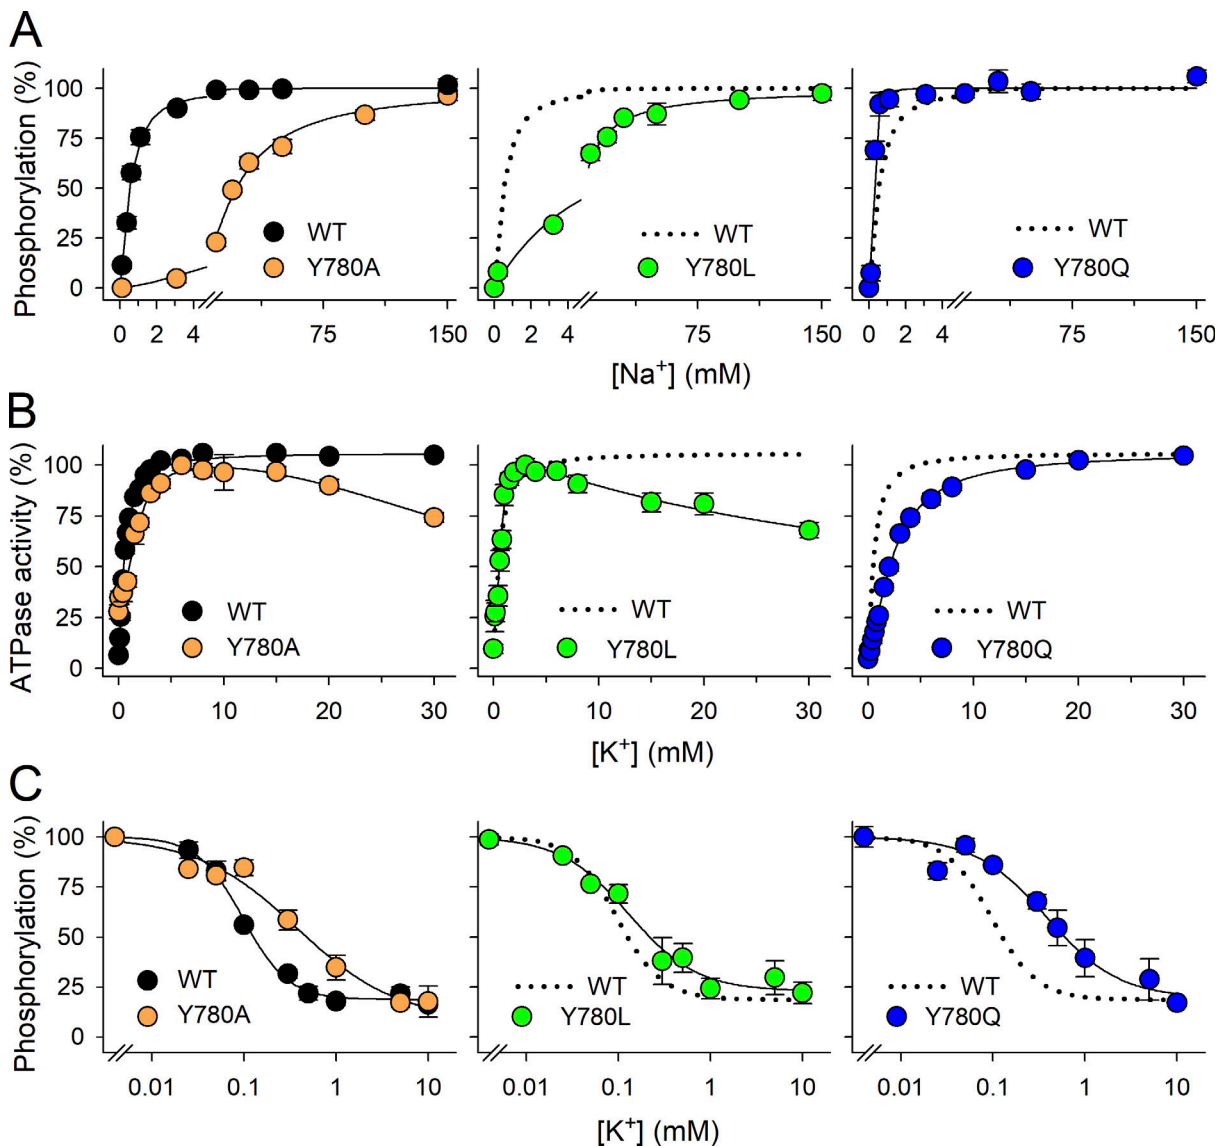 A
Phosphorylation (%)
100
75
50
25
0
WT
Y780A
WT
Y780L
WT
Y780Q
0 2 4 75 150
0 2 4 75 150
0 2 4 75 150
[Na⁺] (mM)
B
ATPase activity (%)
100
75
50
25
0
WT
Y780A
WT
Y780L
WT
Y780Q
0 10 20 30
0 10 20 30
0 10 20 30
[K⁺] (mM)
C
Phosphorylation (%)
100
75
50
25
0
WT
Y780A
WT
Y780L
WT
Y780Q
0.01 0.1 1 10
0.01 0.1 1 10
0.01 0.1 1 10
[K⁺] (mM)